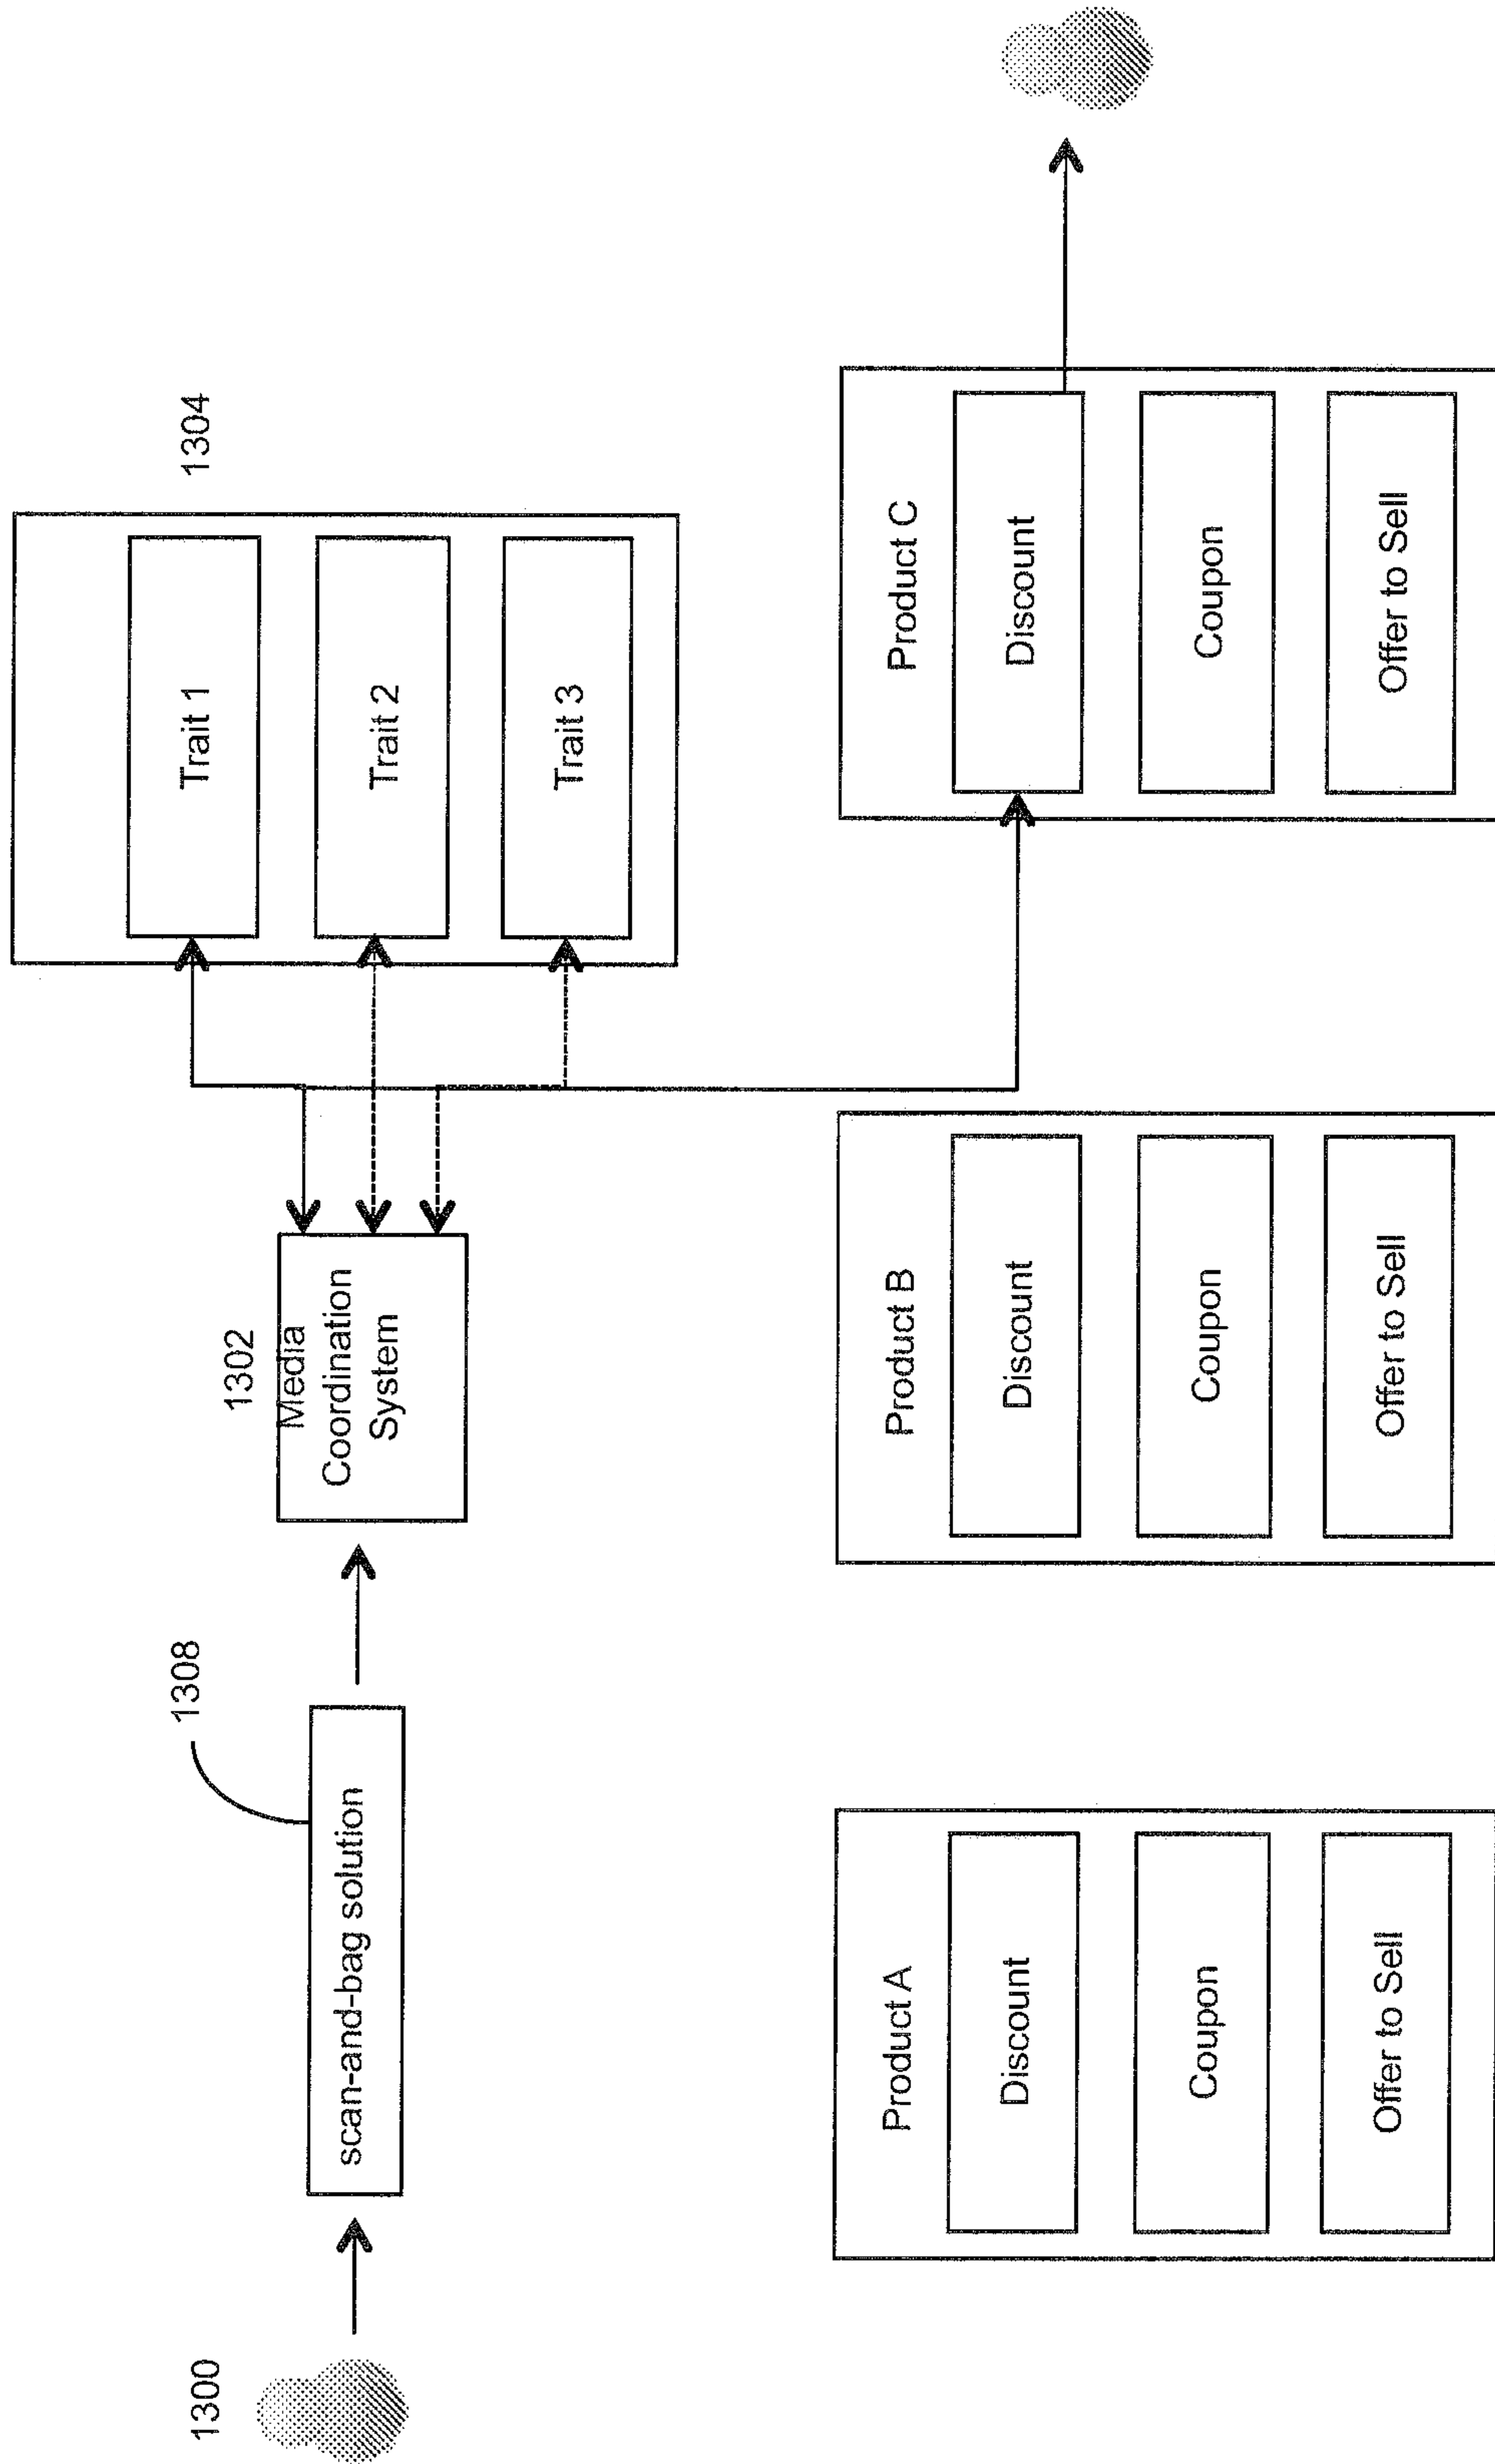 1300
1308
scan-and-bag solution
1302
Media
Coordination
System
1304
Trait 1
Trait 2
Trait 3
Product A
Discount
Coupon
Offer to Sell
Product B
Discount
Coupon
Offer to Sell
Product C
Discount
Coupon
Offer to Sell